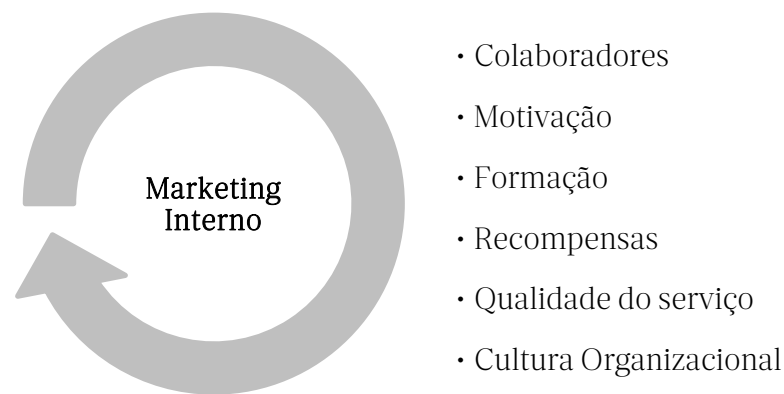 Marketing
Interno
• Colaboradores
• Motivação
• Formação
• Recompensas
• Qualidade do serviço
• Cultura Organizacional